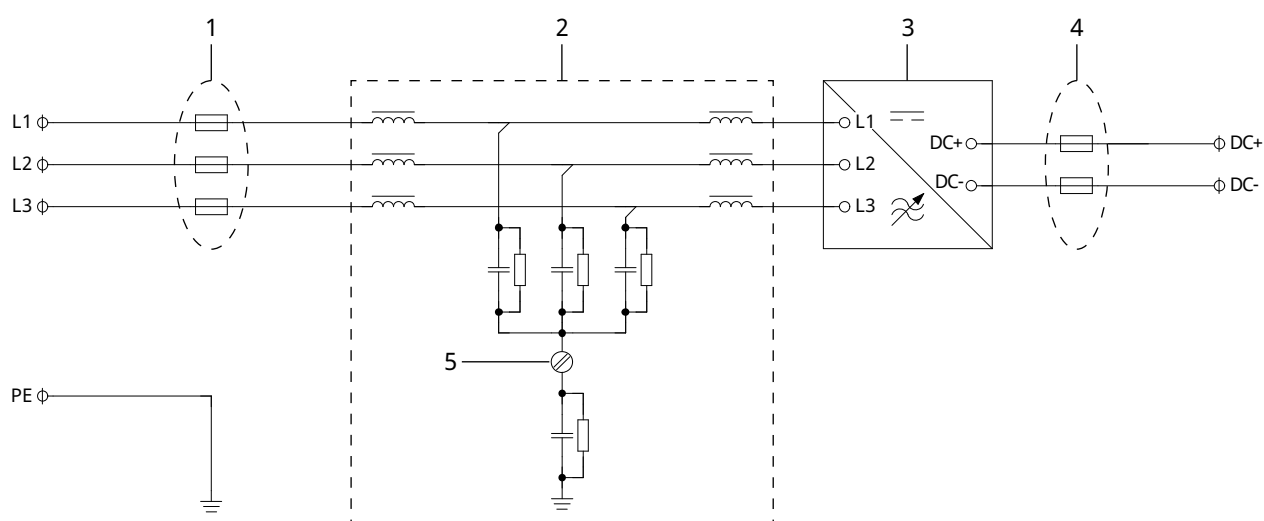 1 2 3 4
L1 L1
DC+ DC+
L2 L2
DC- DC-
L3 L3
5
PE